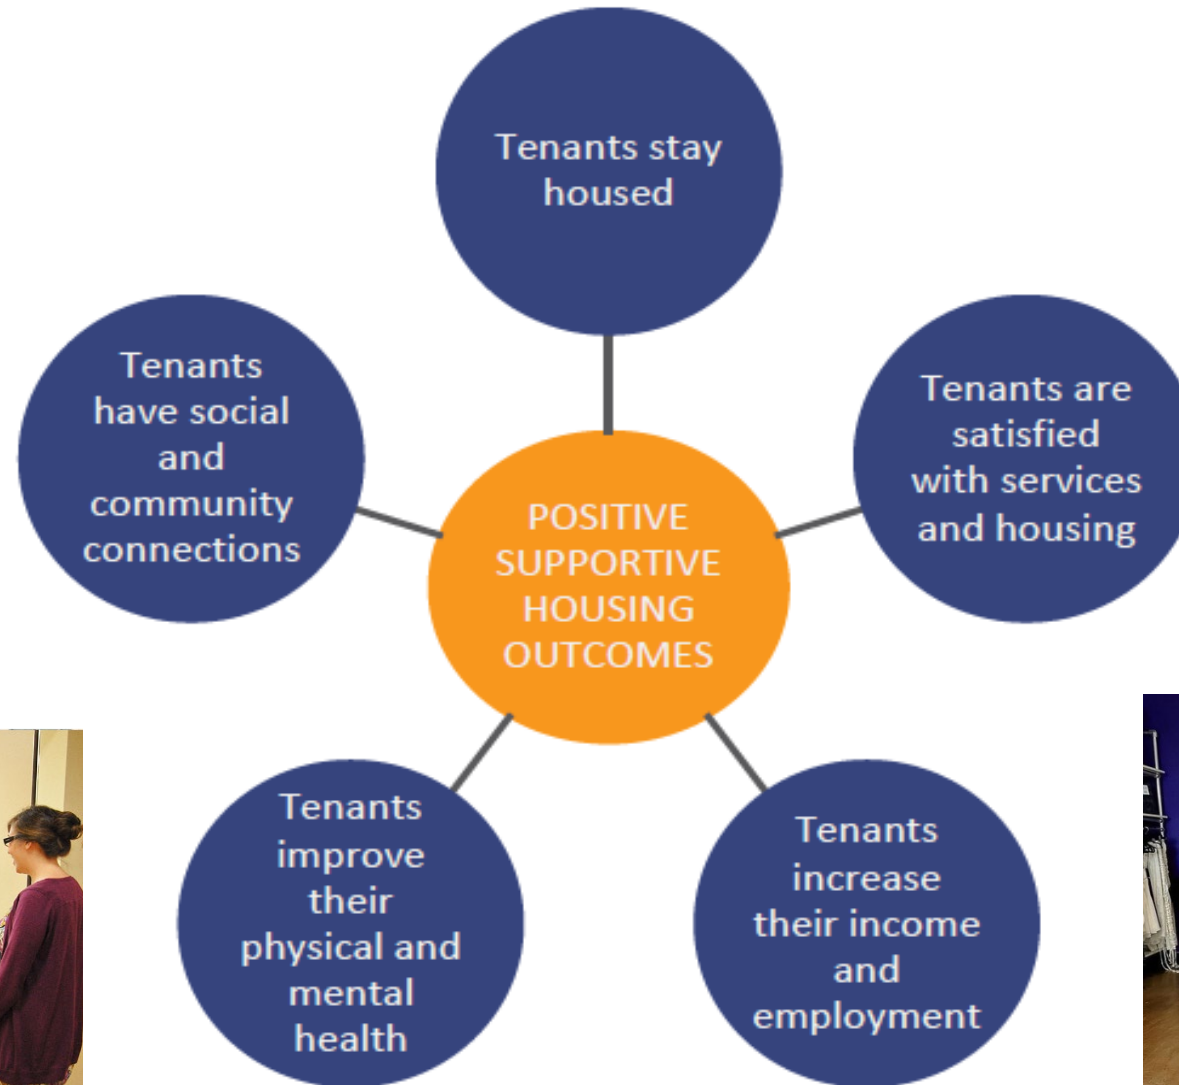 Tenants stay
housed
Tenants
have social
and
community
connections
Tenants are
satisfied
with services
and housing
POSITIVE
SUPPORTIVE
HOUSING
OUTCOMES
Tenants
improve
their
physical and
mental
health
Tenants
increase
their income
and
employment